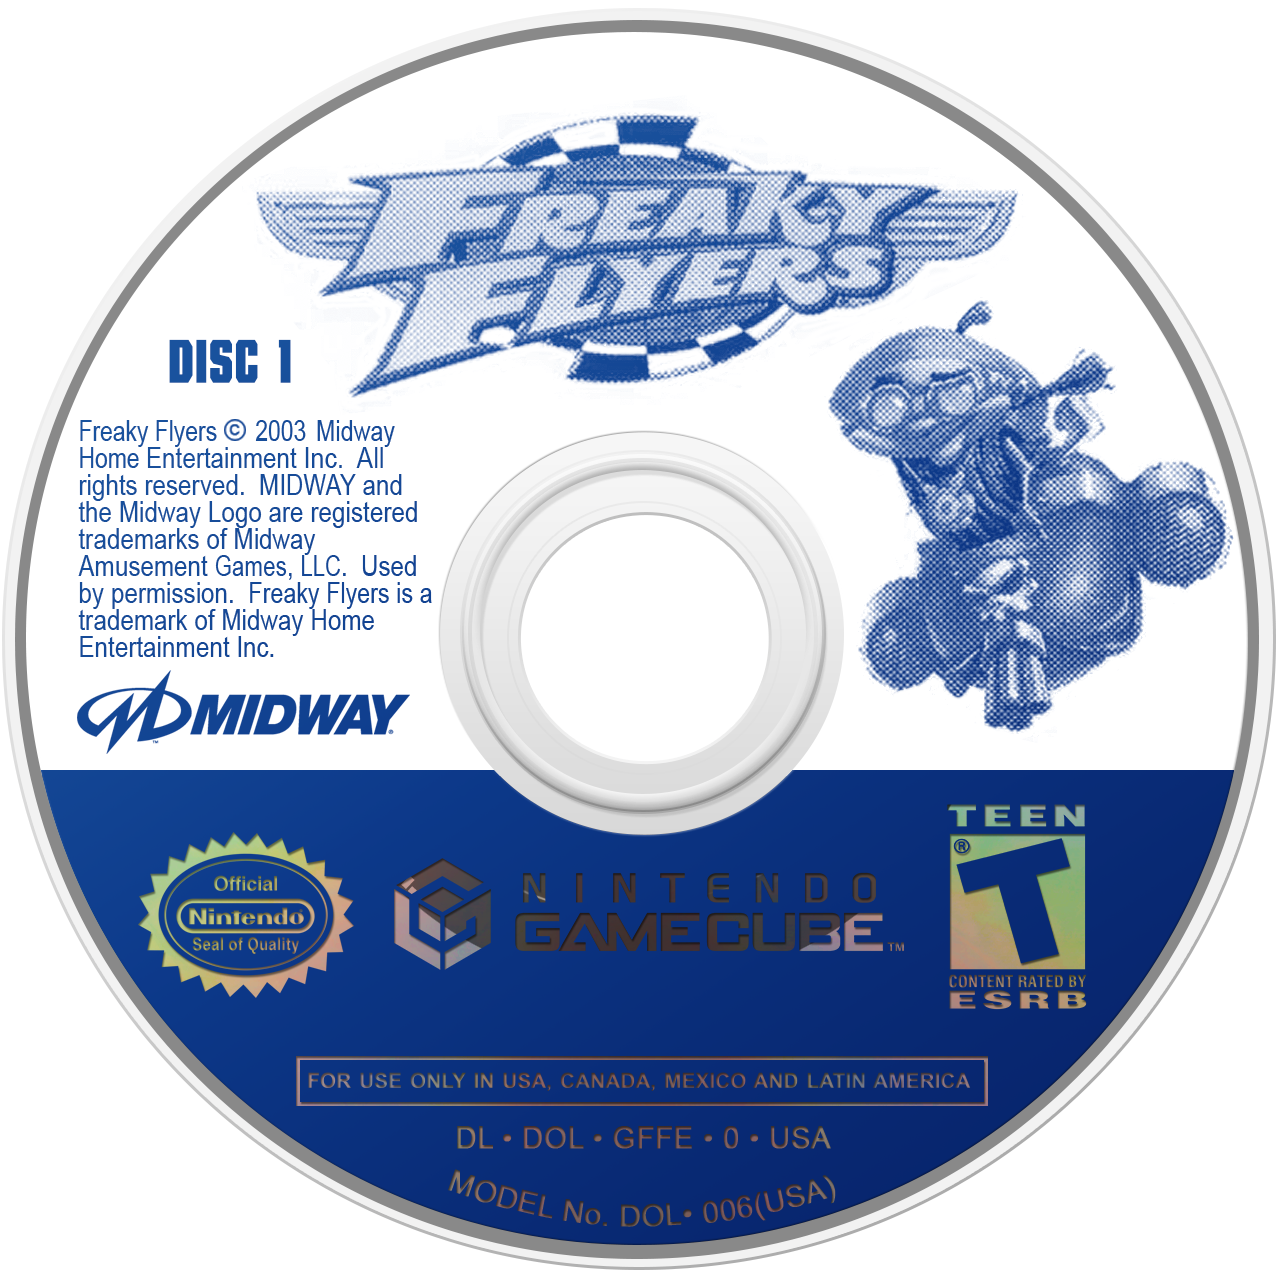 FREAKY
FLYERS
DISC 1
Freaky Flyers © 2003 Midway
Home Entertainment Inc. All
rights reserved. MIDWAY and
the Midway Logo are registered
trademarks of Midway
Amusement Games, LLC. Used
by permission. Freaky Flyers is a
trademark of Midway Home
Entertainment Inc.
MIDWAY®
™
Official
Nintendo®
Seal of Quality
NINTENDO
GAMECUBE™
TEEN
®
T
CONTENT RATED BY
ESRB
FOR USE ONLY IN USA, CANADA, MEXICO AND LATIN AMERICA
DL • DOL • GFFE • 0 • USA
MODEL No. DOL• 006(USA)